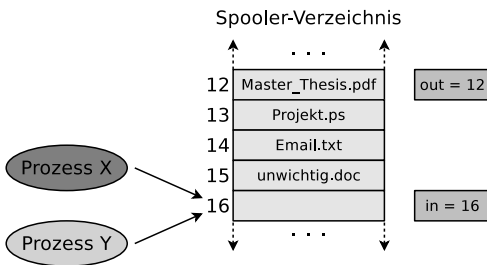 Spooler-Verzeichnis
. . .
12 Master_Thesis.pdf out = 12
13 Projekt.ps
14 Email.txt
Prozess X
15 unwichtig.doc
16 in = 16
Prozess Y
. . .